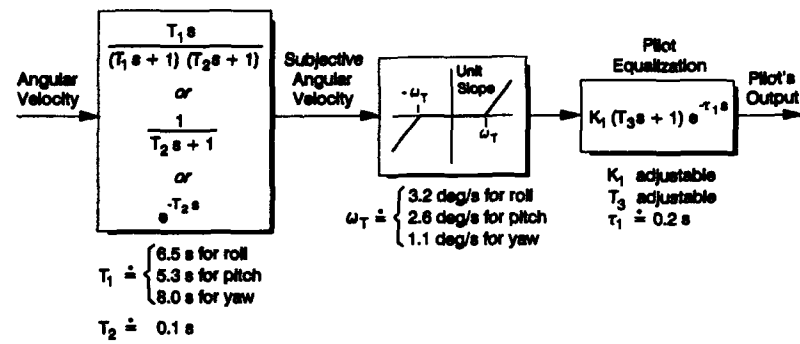 Angular
Velocity
T₁ s
(T₁ s + 1) (T₂ s + 1)
or
1
T₂ s + 1
or
e^-T₂ s
T₁ ≐ { 6.5 s for roll
5.3 s for pitch
8.0 s for yaw
T₂ ≐ 0.1 s
Subjective
Angular
Velocity
Unit
Slope
- ω_T
ω_T
ω_T ≐ { 3.2 deg/s for roll
2.6 deg/s for pitch
1.1 deg/s for yaw
Pilot
Equalization
K₁ (T₃ s + 1) e^-τ₁ s
K₁ adjustable
T₃ adjustable
τ₁ ≐ 0.2 s
Pilot's
Output